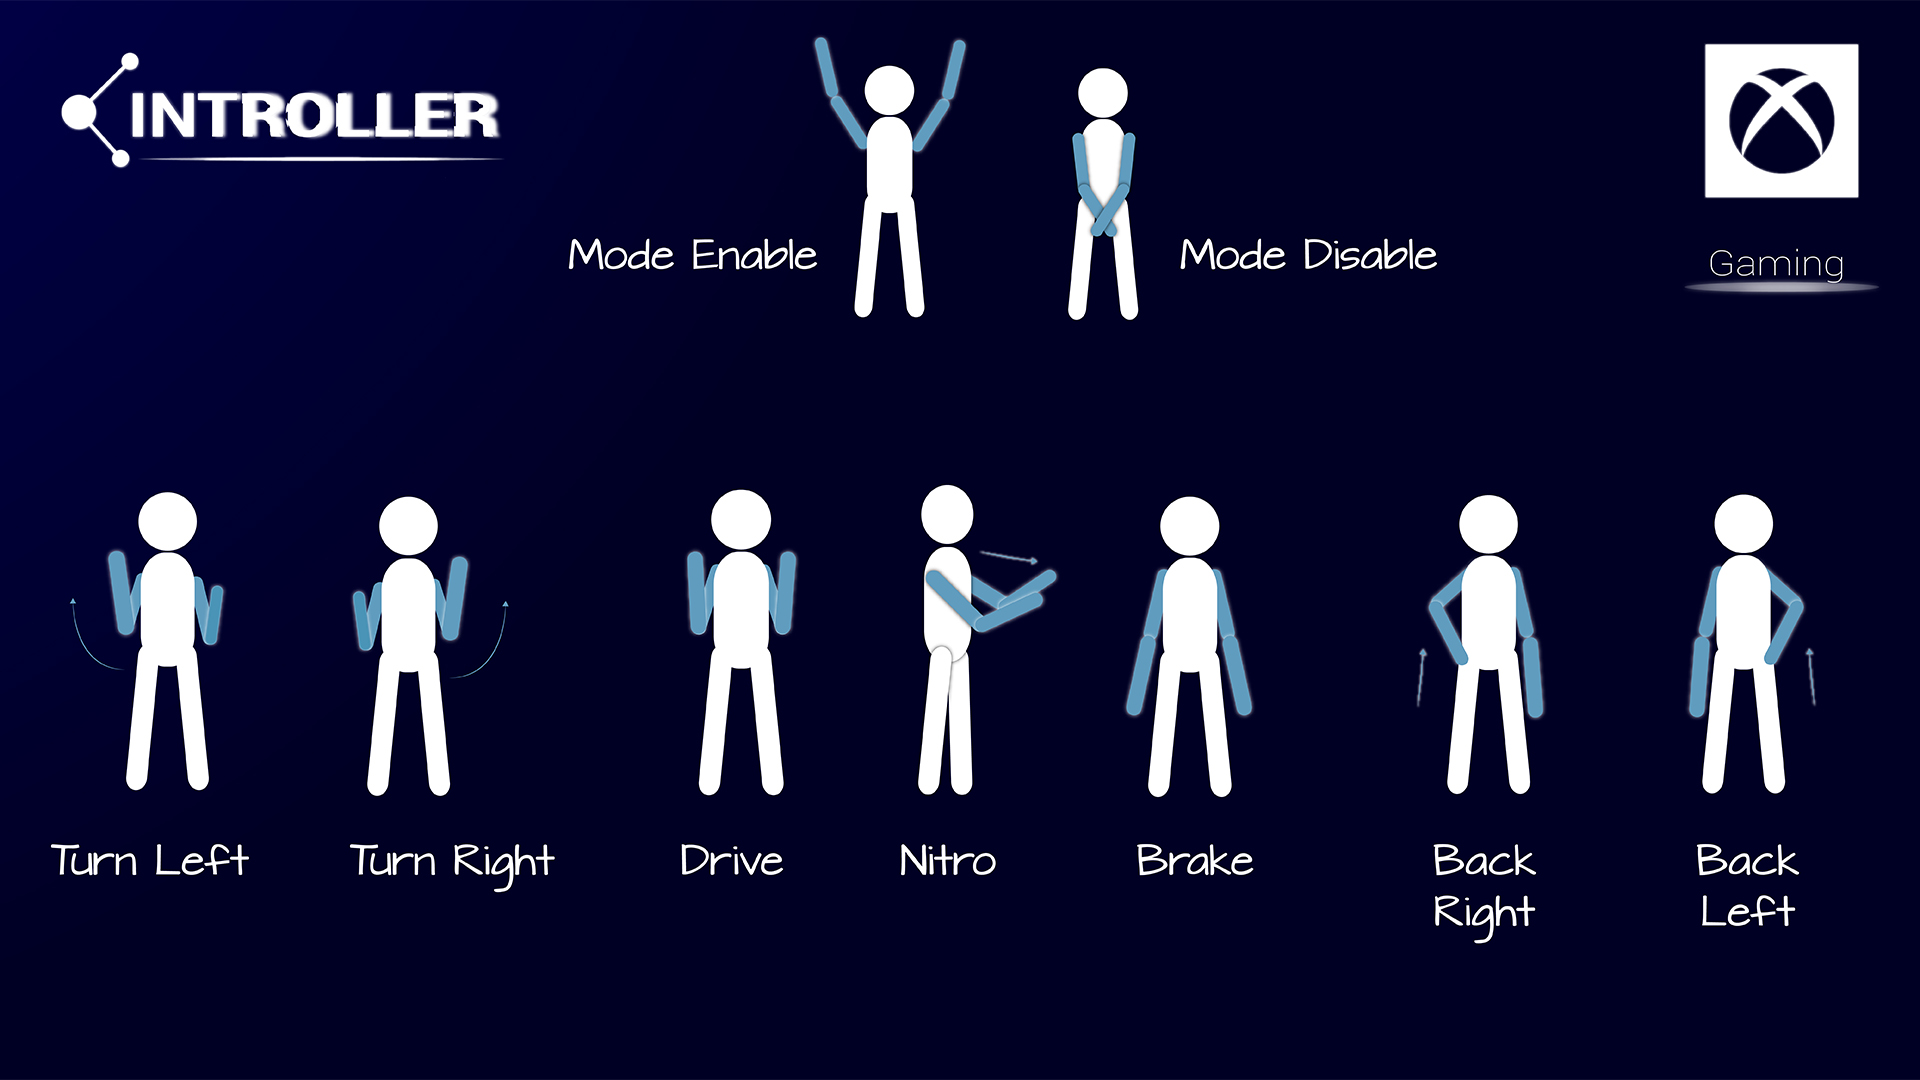 INTROLLER
Mode Enable
Mode Disable
Gaming
Turn Left
Turn Right
Drive
Nitro
Brake
Back
Right
Back
Left